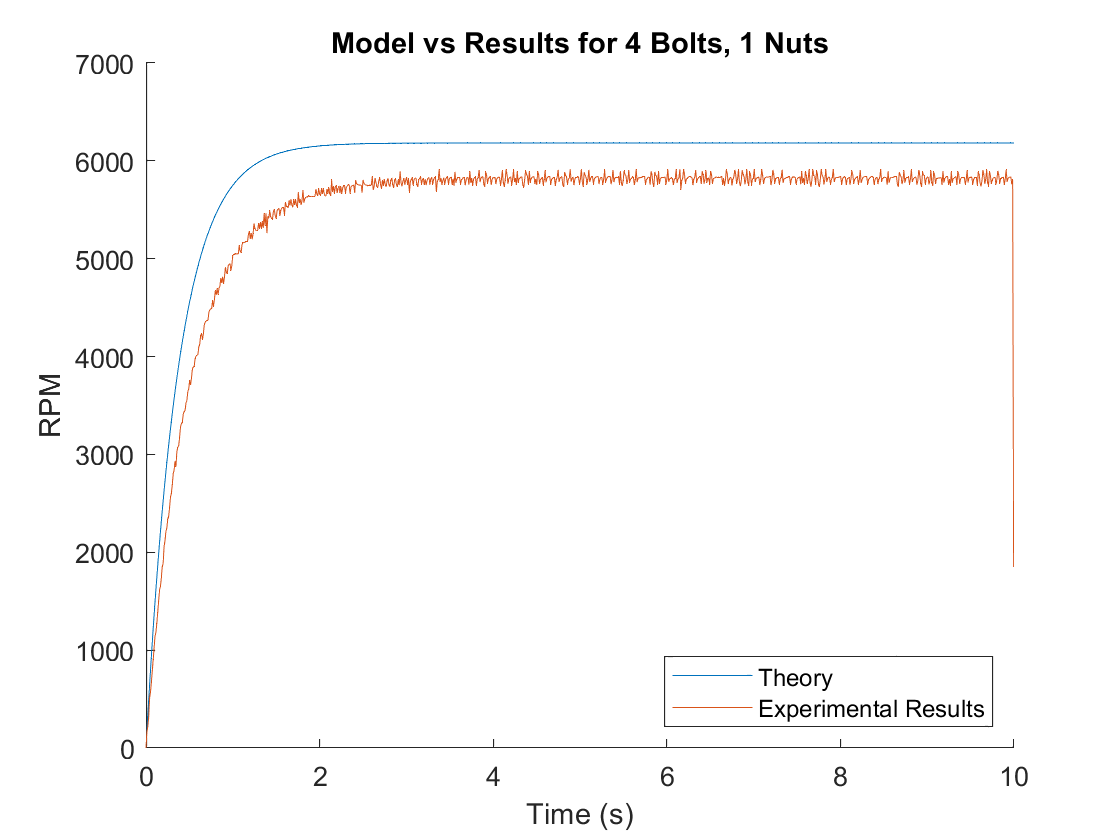 Model vs Results for 4 Bolts, 1 Nuts
7000
6000
5000
4000
3000
2000
1000
0
RPM
Theory
Experimental Results
0 2 4 6 8 10
Time (s)